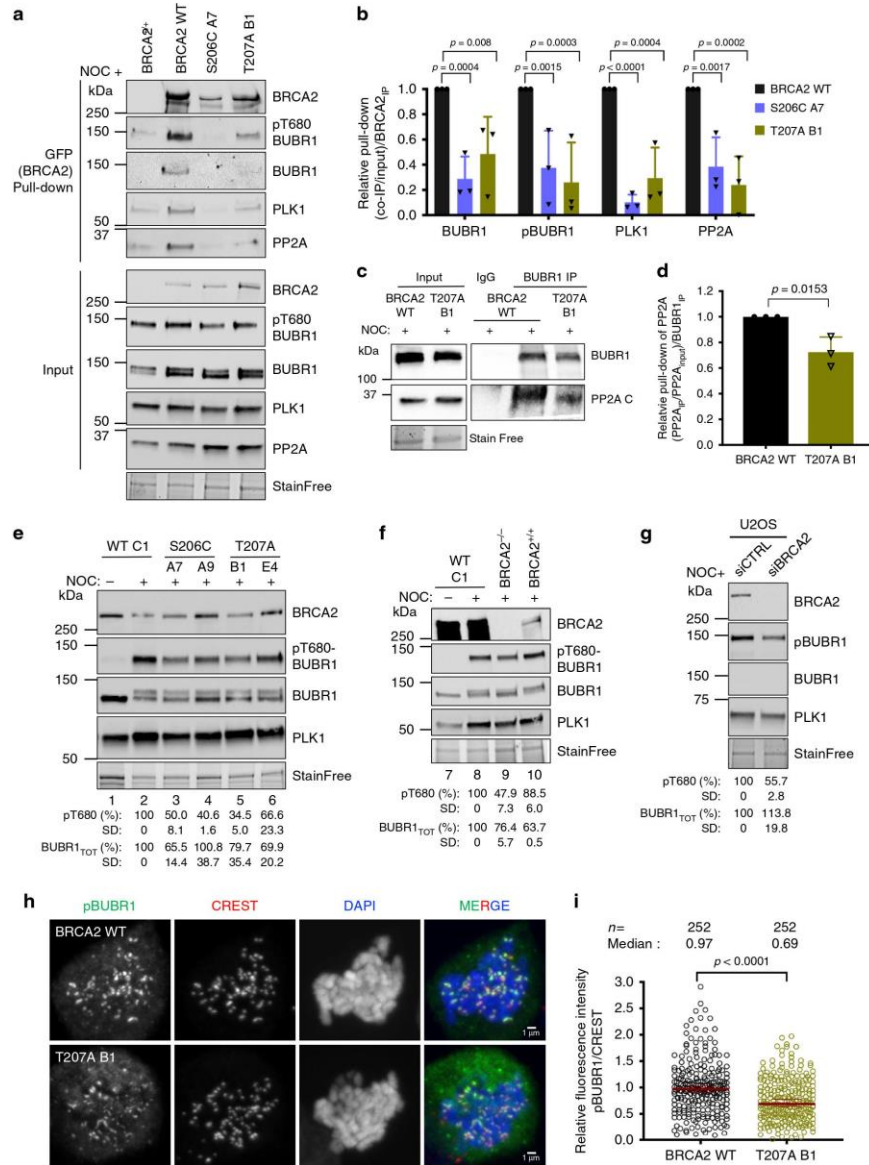 a
NOC +
BRCA2+/+
BRCA2 WT
S206C A7
T207A B1
kDa
250
150
150
50
37
GFP
(BRCA2)
Pull-down
BRCA2
pT680
BUBR1
BUBR1
PLK1
PP2A
Input
250
150
150
50
37
BRCA2
pT680
BUBR1
BUBR1
PLK1
PP2A
StainFree
b
p = 0.008 p = 0.0003 p = 0.0004 p = 0.0002
p = 0.0004 p = 0.0015 p < 0.0001 p = 0.0017
BRCA2 WT
S206C A7
T207A B1
Relative pull-down
(co-IP/input)/BRCA2IP
1.0
0.8
0.6
0.4
0.2
0.0
BUBR1 pBUBR1 PLK1 PP2A
c
Input IgG BUBR1 IP
BRCA2 WT T207A B1 BRCA2 WT T207A B1
NOC: + + + + +
kDa
100
37
BUBR1
PP2A C
Stain Free
d
p = 0.0153
Relatvie pull-down of PP2A
(PP2AIP/PP2Ainput)/BUBR1IP
1.2
1.0
0.8
0.6
0.4
0.2
0.0
BRCA2 WT T207A B1
e
WT C1 S206C T207A
A7 A9 B1 E4
NOC: – + + + + +
kDa
250
150
150
50
BRCA2
pT680-
BUBR1
BUBR1
PLK1
StainFree
1 2 3 4 5 6
pT680 (%): 100 50.0 40.6 34.5 66.6
SD: 0 8.1 1.6 5.0 23.3
BUBR1TOT (%): 100 65.5 100.8 79.7 69.9
SD: 0 14.4 38.7 35.4 20.2
f
WT
C1
BRCA2–/–
BRCA2+/+
NOC: – + + +
kDa
250
150
50
BRCA2
pT680-
BUBR1
BUBR1
PLK1
StainFree
7 8 9 10
pT680 (%): 100 47.9 88.5
SD: 0 7.3 6.0
BUBR1TOT (%): 100 76.4 63.7
SD: 0 5.7 0.5
g
U2OS
siCTRL
siBRCA2
NOC+
kDa
250
150
150
75
BRCA2
pBUBR1
BUBR1
PLK1
StainFree
pT680 (%): 100 55.7
SD: 2.8
BUBR1TOT (%): 100 113.8
SD: 0 19.8
h
pBUBR1 CREST DAPI MERGE
BRCA2 WT
1 µm
T207A B1
1 µm
i
n= 252 252
Median : 0.97 0.69
p < 0.0001
Relative fluorescence intensity
pBUBR1/CREST
3.0
2.5
2.0
1.5
1.0
0.5
0.0
BRCA2 WT T207A B1